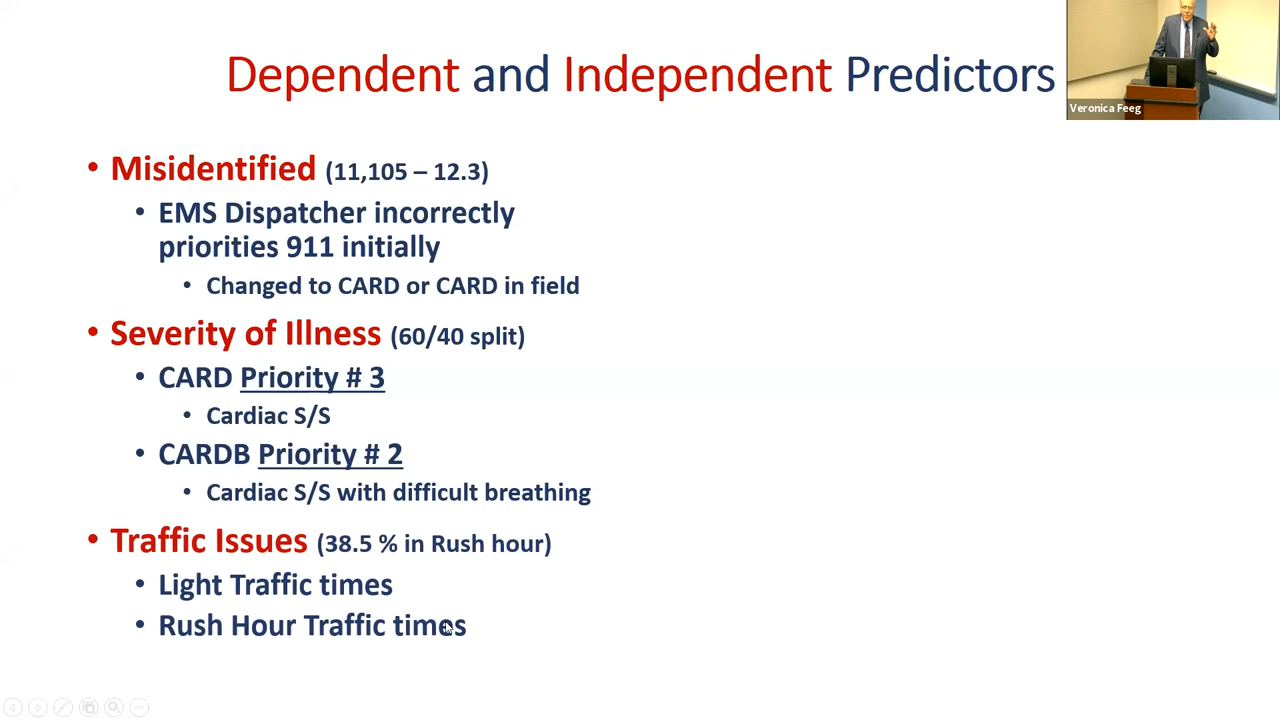 Dependent and Independent Predictors
Veronica Feeg
• Misidentified (11,105 – 12.3)
• EMS Dispatcher incorrectly
priorities 911 initially
• Changed to CARD or CARD in field
• Severity of Illness (60/40 split)
• CARD Priority # 3
• Cardiac S/S
• CARDB Priority # 2
• Cardiac S/S with difficult breathing
• Traffic Issues (38.5 % in Rush hour)
• Light Traffic times
• Rush Hour Traffic times